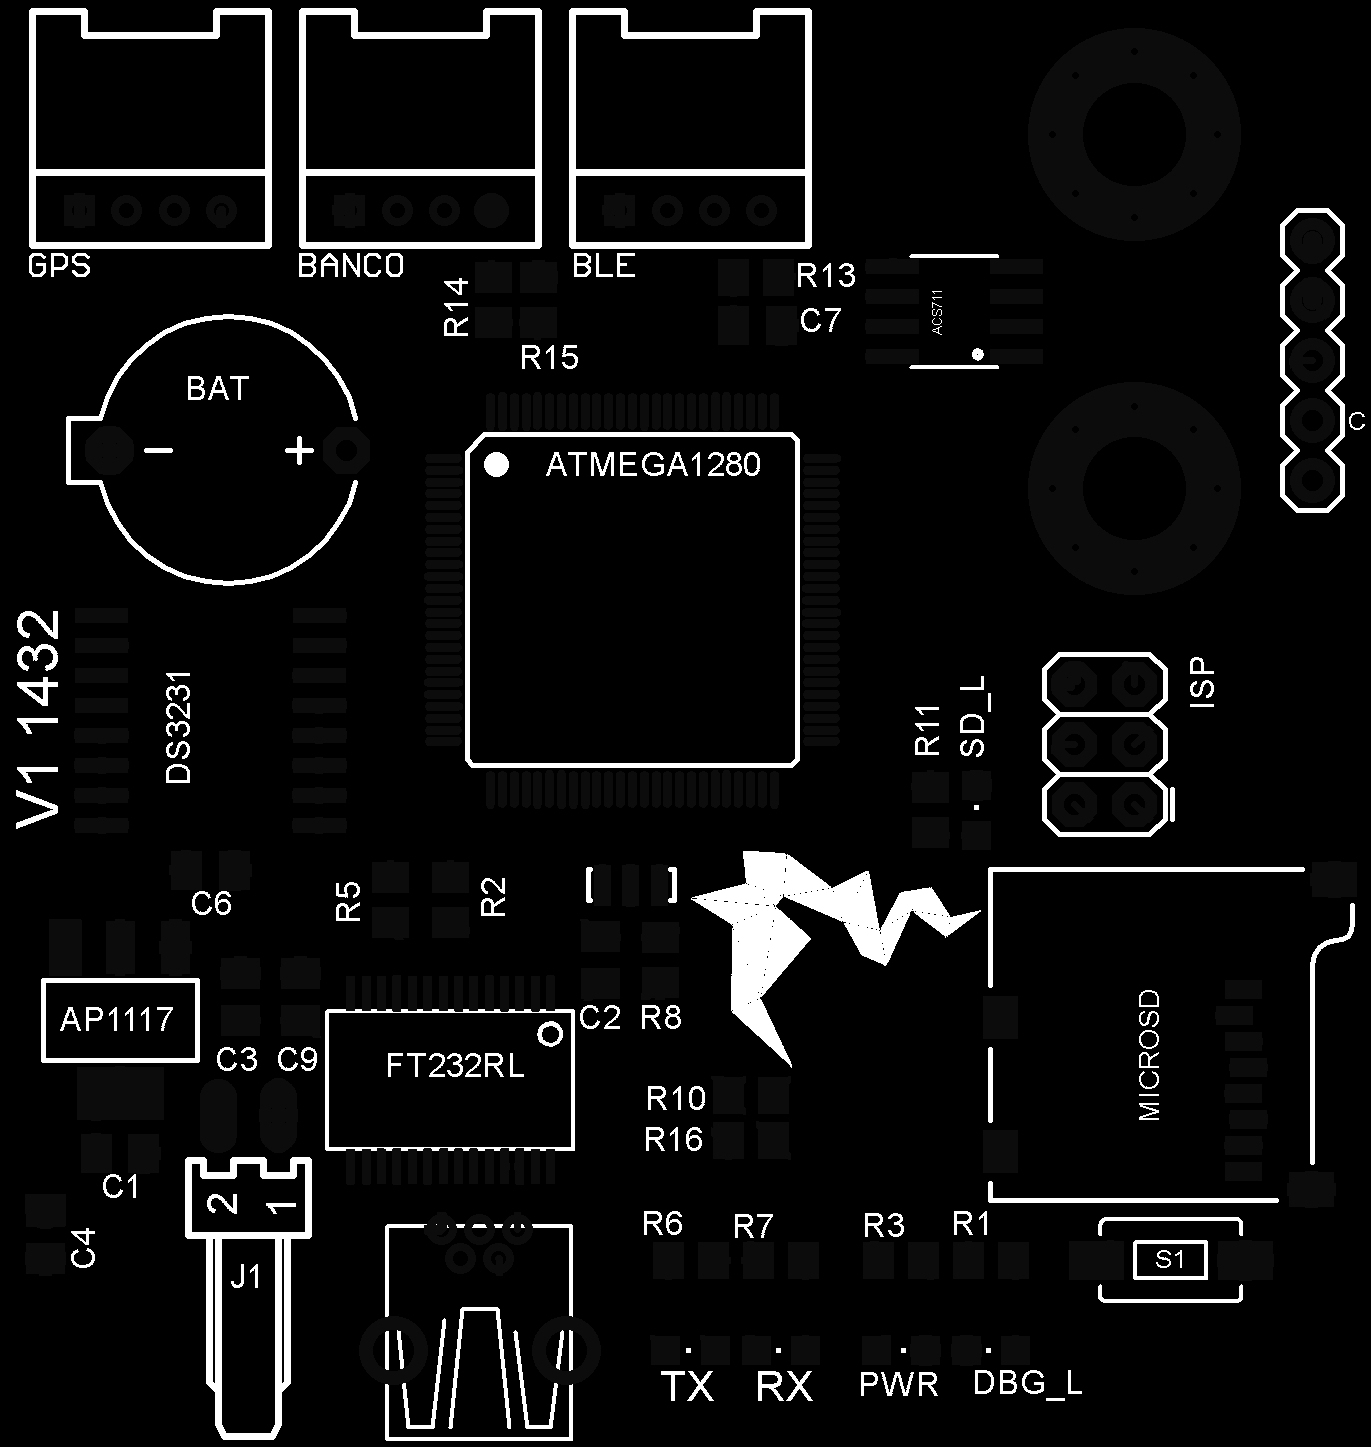 GPS
BANCO
BLE
R14
R15
R13
C7
ACS711
C
BAT
− +
ATMEGA1280
V1 1432
DS3231
R11
SD_L
ISP
C6
R5
R2
AP1117
C3
C9
FT232RL
C2
R8
MICROSD
R10
R16
C1
C4
2 1
J1
R6
R7
R3
R1
S1
TX
RX
PWR
DBG_L